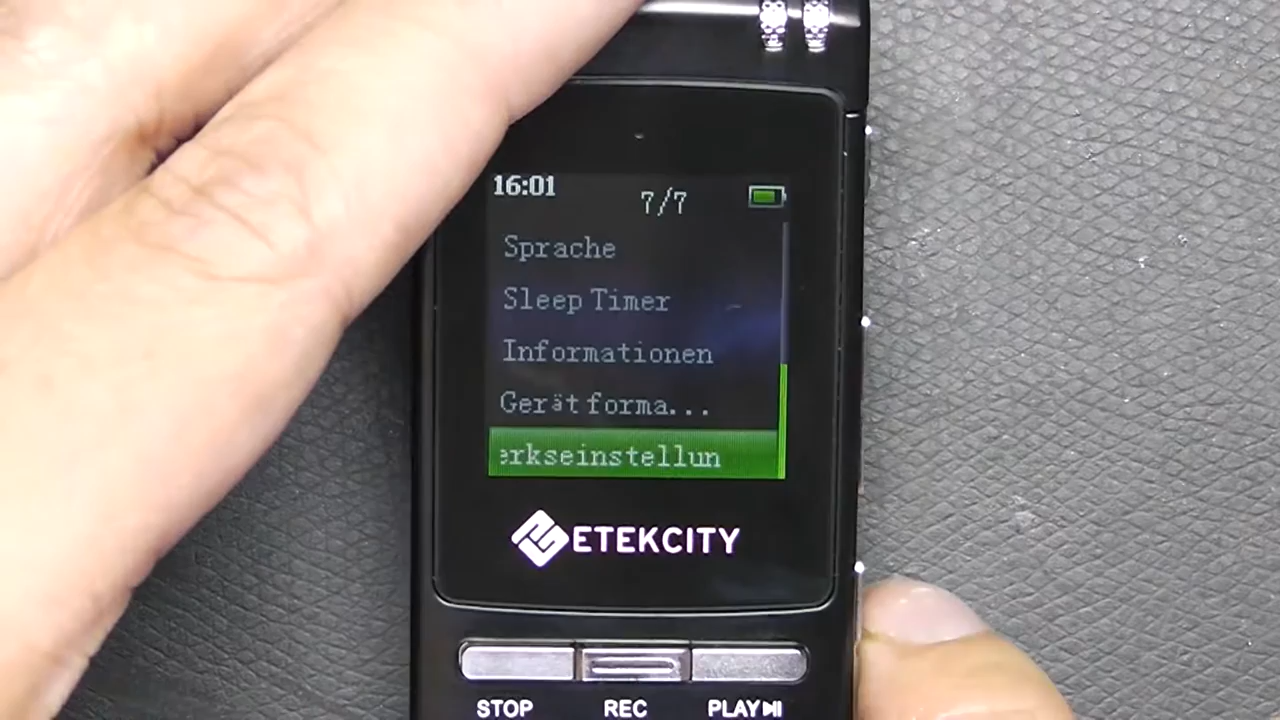 16:01
7/7
Sprache
Sleep Timer
Informationen
Gerät forma...
erkseinstellun
ETEKCITY
STOP REC PLAY